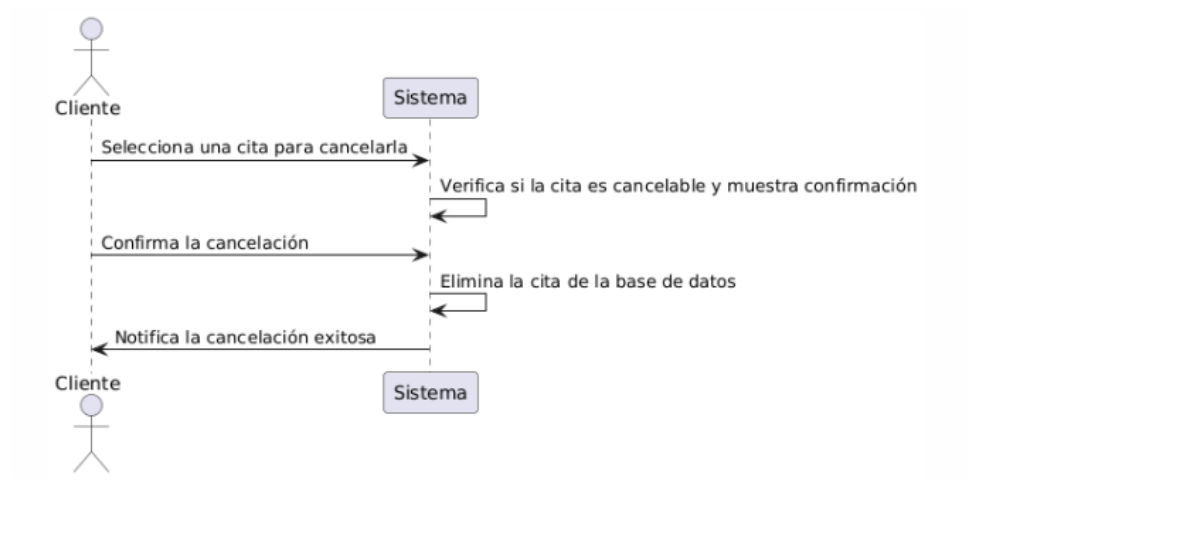 Cliente
Sistema
Selecciona una cita para cancelarla
Verifica si la cita es cancelable y muestra confirmación
Confirma la cancelación
Elimina la cita de la base de datos
Notifica la cancelación exitosa
Cliente
Sistema